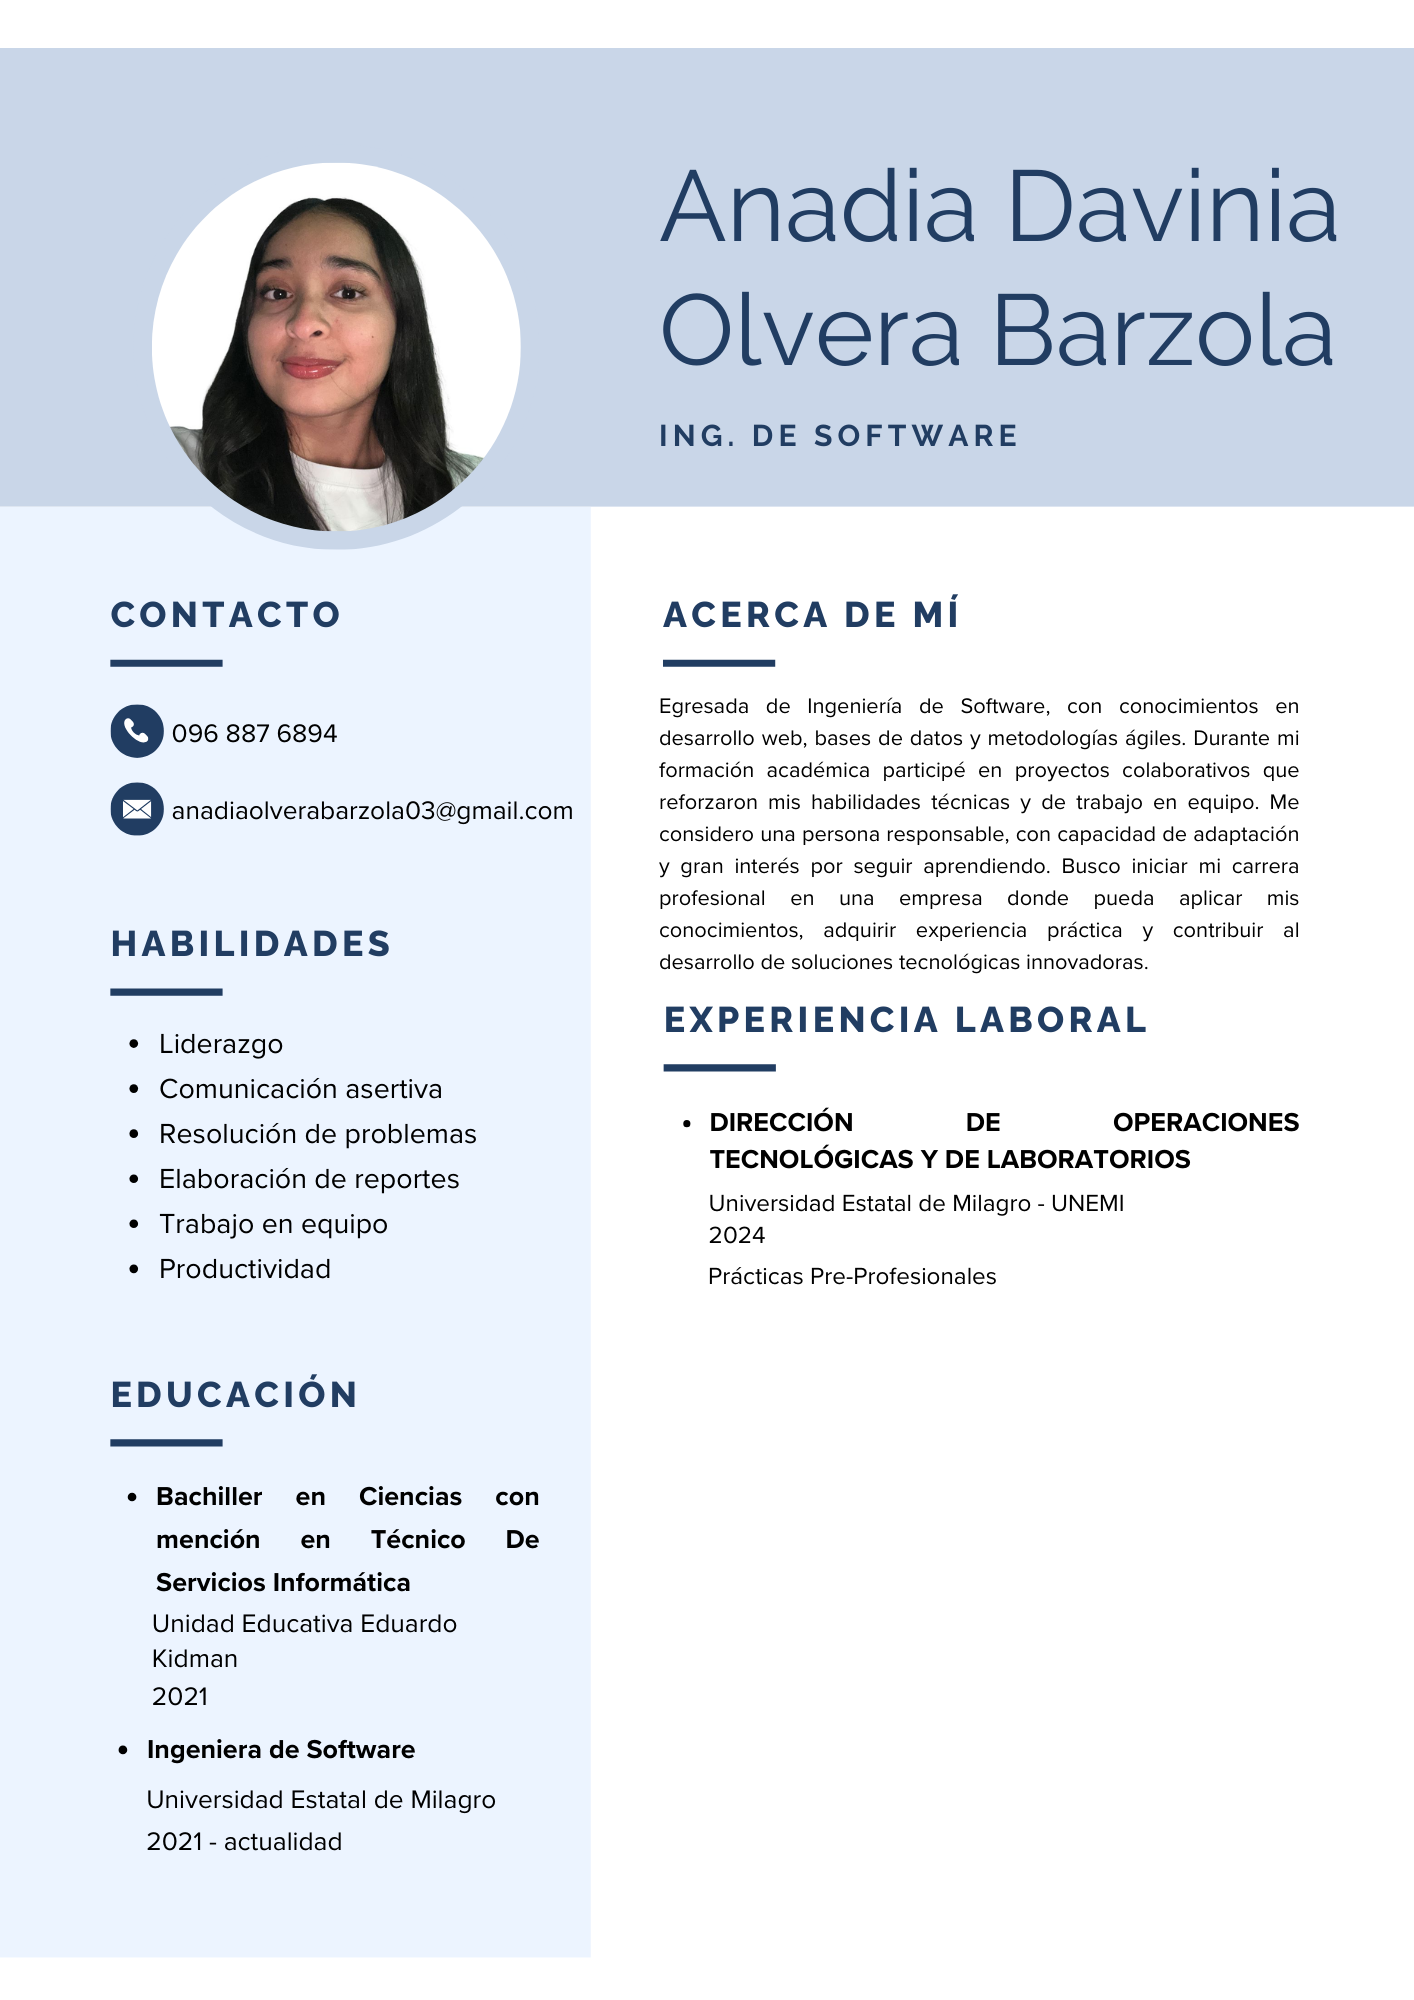 Anadia Davinia
Olvera Barzola
ING. DE SOFTWARE
CONTACTO
096 887 6894
anadiaolverabarzola03@gmail.com
HABILIDADES
• Liderazgo
• Comunicación asertiva
• Resolución de problemas
• Elaboración de reportes
• Trabajo en equipo
• Productividad
EDUCACIÓN
• Bachiller en Ciencias con
mención en Técnico De
Servicios Informática
Unidad Educativa Eduardo
Kidman
2021
• Ingeniera de Software
Universidad Estatal de Milagro
2021 - actualidad
ACERCA DE MÍ
Egresada de Ingeniería de Software, con conocimientos en
desarrollo web, bases de datos y metodologías ágiles. Durante mi
formación académica participé en proyectos colaborativos que
reforzaron mis habilidades técnicas y de trabajo en equipo. Me
considero una persona responsable, con capacidad de adaptación
y gran interés por seguir aprendiendo. Busco iniciar mi carrera
profesional en una empresa donde pueda aplicar mis
conocimientos, adquirir experiencia práctica y contribuir al
desarrollo de soluciones tecnológicas innovadoras.
EXPERIENCIA LABORAL
• DIRECCIÓN DE OPERACIONES
TECNOLÓGICAS Y DE LABORATORIOS
Universidad Estatal de Milagro - UNEMI
2024
Prácticas Pre-Profesionales